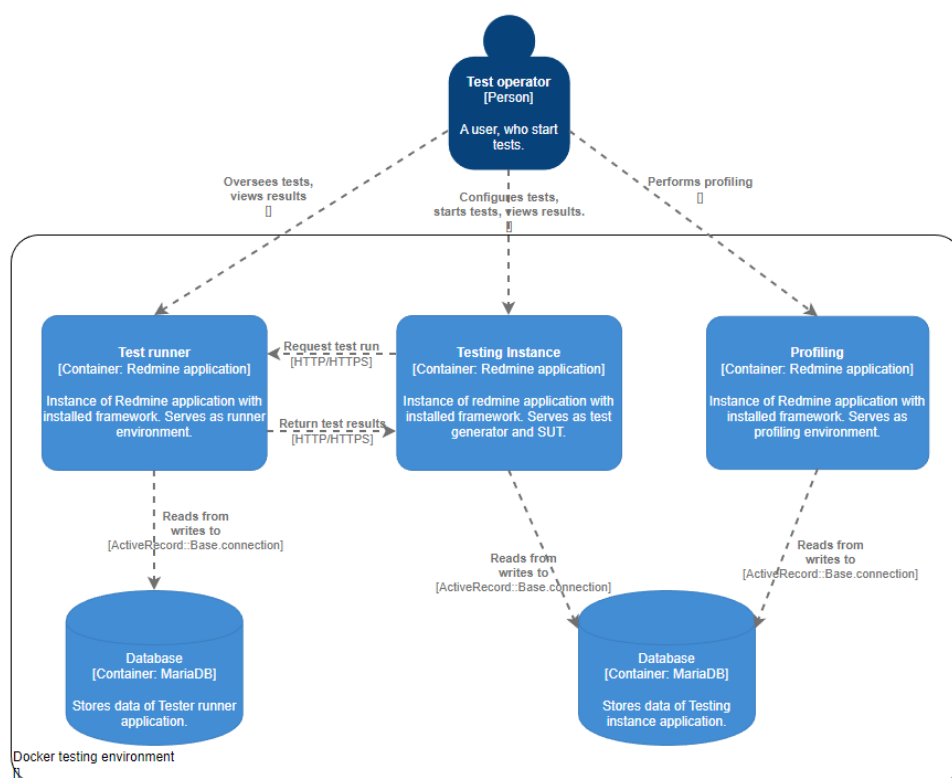 Test operator
[Person]
A user, who start
tests.
Oversees tests,
views results
[]
Configures tests,
starts tests, views results.
[]
Performs profiling
[]
Test runner
[Container: Redmine application]
Instance of Redmine application with
installed framework. Serves as runner
environment.
Request test run
[HTTP/HTTPS]
Return test results
[HTTP/HTTPS]
Testing Instance
[Container: Redmine application]
Instance of redmine application with
installed framework. Serves as test
generator and SUT.
Profiling
[Container: Redmine application]
Instance of Redmine application with
installed framework. Serves as
profiling environment.
Reads from
writes to
[ActiveRecord::Base.connection]
Reads from
writes to
[ActiveRecord::Base.connection]
Reads from
writes to
[ActiveRecord::Base.connection]
Database
[Container: MariaDB]
Stores data of Tester runner
application.
Database
[Container: MariaDB]
Stores data of Testing
instance application.
Docker testing environment
[]